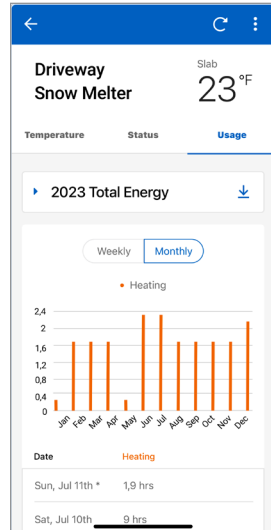 Driveway
Snow Melter
Slab
23°F
Temperature Status Usage
2023 Total Energy
Weekly Monthly
Heating
2,4
2
1,6
1,2
0,8
0,4
0
Jan Feb Mar Apr May Jun Jul Aug Sep Oct Nov Dec
Date Heating
Sun, Jul 11th * 1,9 hrs
Sat, Jul 10th 9 hrs